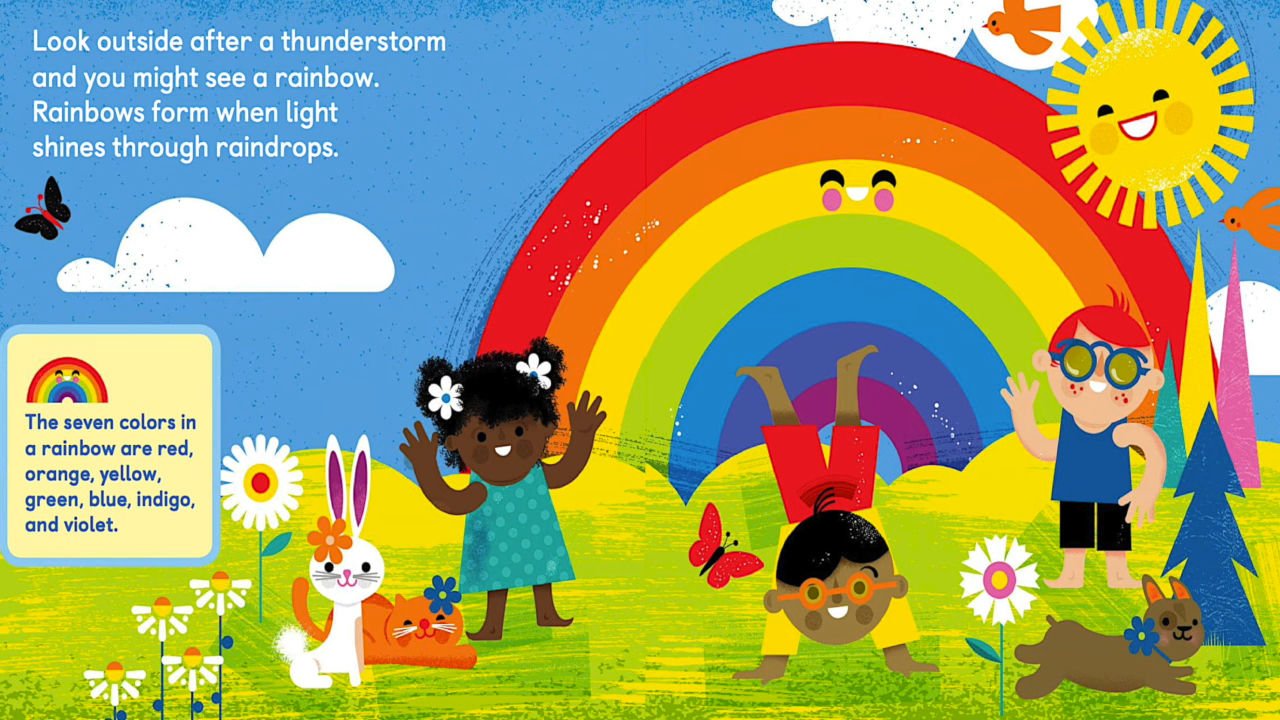 Look outside after a thunderstorm
and you might see a rainbow.
Rainbows form when light
shines through raindrops.
The seven colors in
a rainbow are red,
orange, yellow,
green, blue, indigo,
and violet.